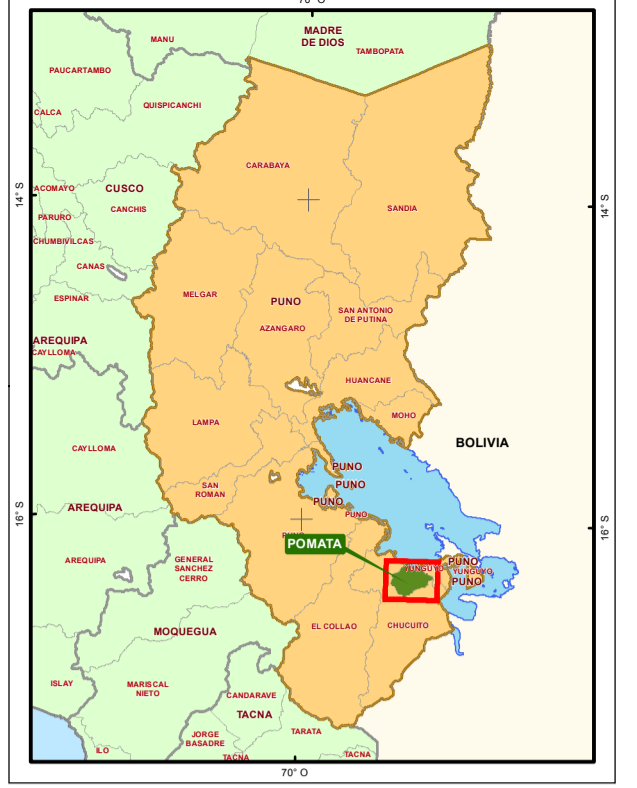 70° O
MANU
MADRE
DE DIOS
TAMBOPATA
PAUCARTAMBO
QUISPICANCHI
CALCA
CARABAYA
ACOMAYO
CUSCO
14° S
14° S
CANCHIS
SANDIA
PARURO
CHUMBIVILCAS
CANAS
MELGAR
ESPINAR
PUNO
SAN ANTONIO
DE PUTINA
AZANGARO
AREQUIPA
CAYLLOMA
HUANCANE
MOHO
LAMPA
BOLIVIA
CAYLLOMA
PUNO
SAN
ROMAN
PUNO
PUNO
AREQUIPA
PUNO
16° S
16° S
PUNO
POMATA
AREQUIPA
GENERAL
SANCHEZ
CERRO
YUNGUYO
PUNO
YUNGUYO
PUNO
EL COLLAO
CHUCUITO
MOQUEGUA
ISLAY
MARISCAL
NIETO
CANDARAVE
TACNA
TARATA
JORGE
BASADRE
ILO
TACNA
TACNA
70° O